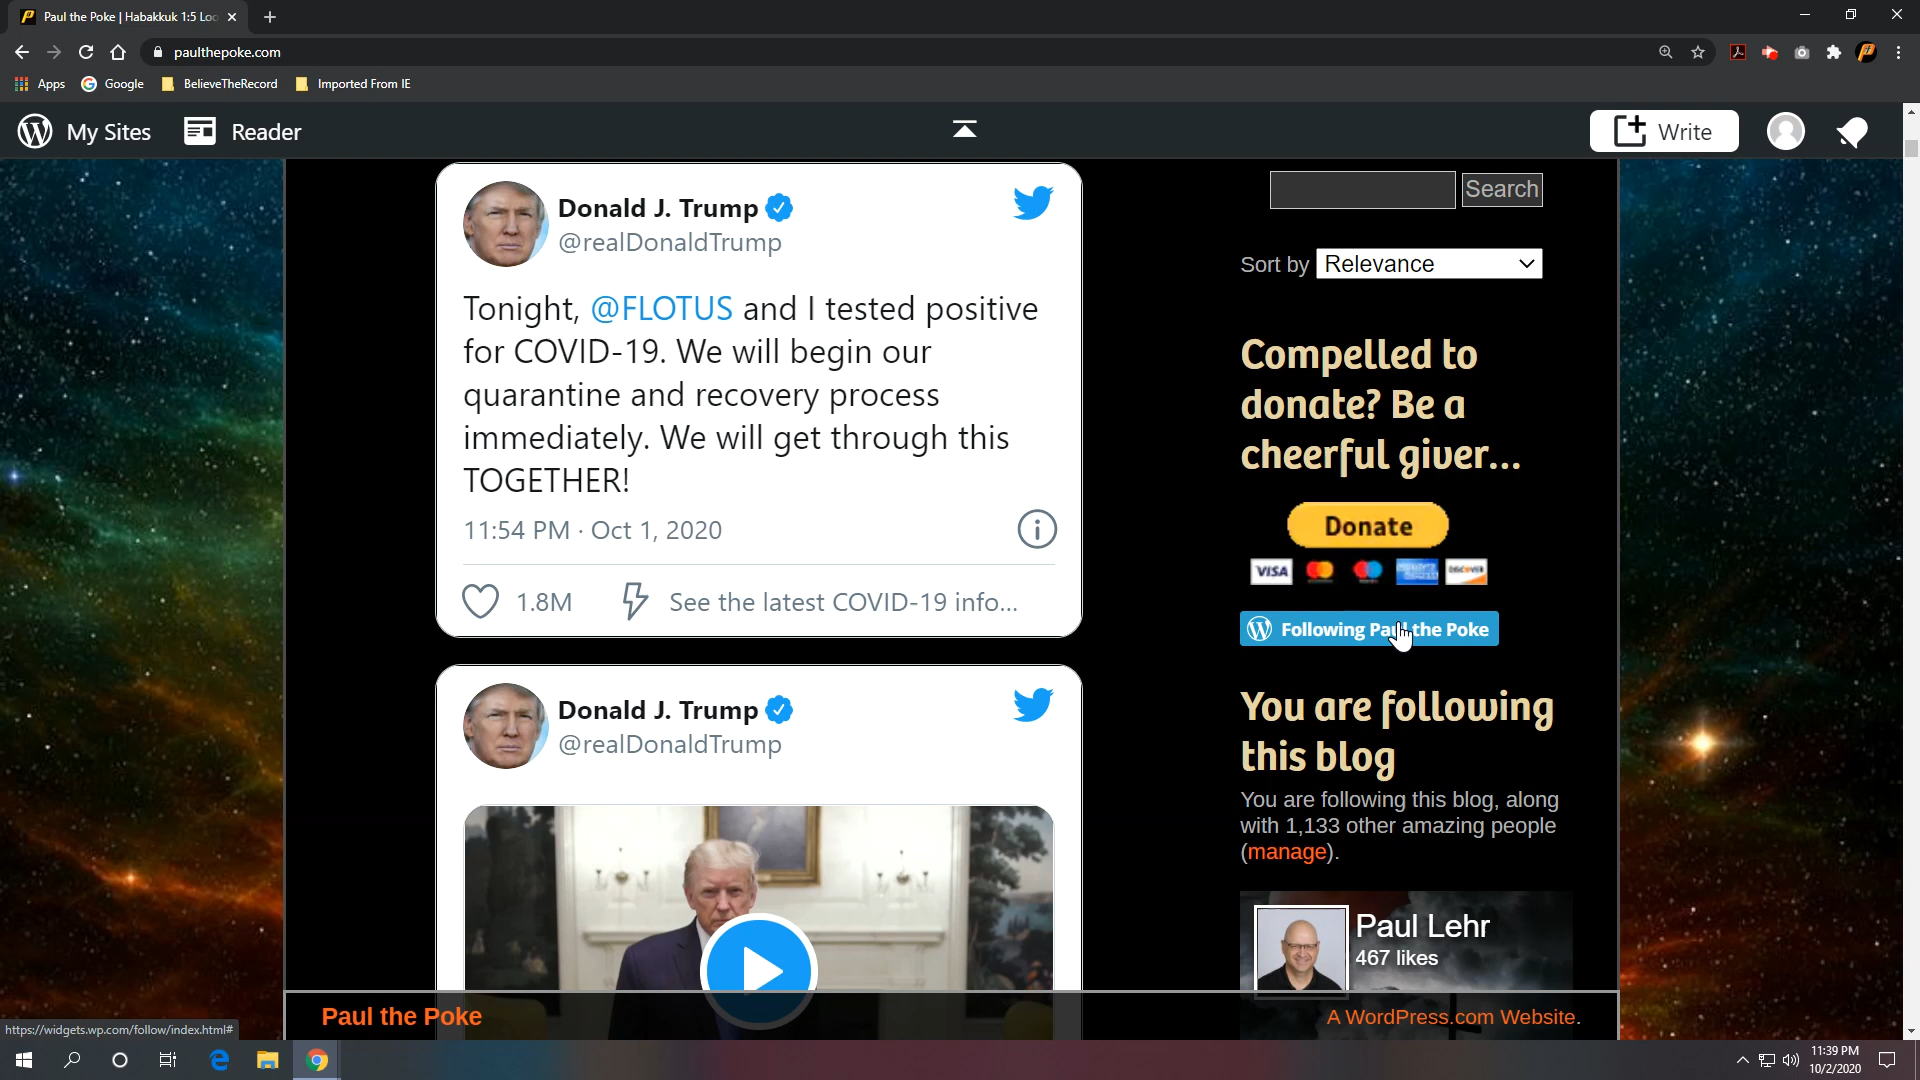 Paul the Poke | Habakkuk 1:5 Loo
paulthepoke.com
Apps
Google
BelieveTheRecord
Imported From IE
My Sites
Reader
Write
Donald J. Trump
@realDonaldTrump
Tonight, @FLOTUS and I tested positive
for COVID-19. We will begin our
quarantine and recovery process
immediately. We will get through this
TOGETHER!
11:54 PM · Oct 1, 2020
1.8M
See the latest COVID-19 info...
Donald J. Trump
@realDonaldTrump
Search
Sort by Relevance
Compelled to
donate? Be a
cheerful giver...
Donate
VISA
AMERICAN EXPRESS
DISCOVER
Following Paul the Poke
You are following
this blog
You are following this blog, along
with 1,133 other amazing people
(manage).
Paul Lehr
467 likes
Paul the Poke
A WordPress.com Website.
https://widgets.wp.com/follow/index.html#
11:39 PM
10/2/2020